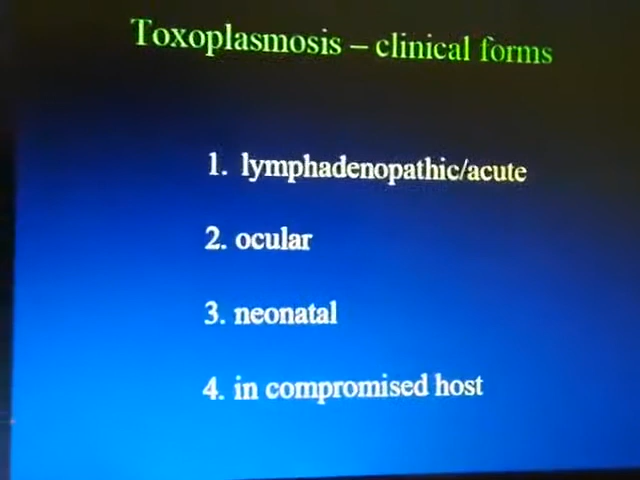 Toxoplasmosis – clinical forms
1. lymphadenopathic/acute
2. ocular
3. neonatal
4. in compromised host